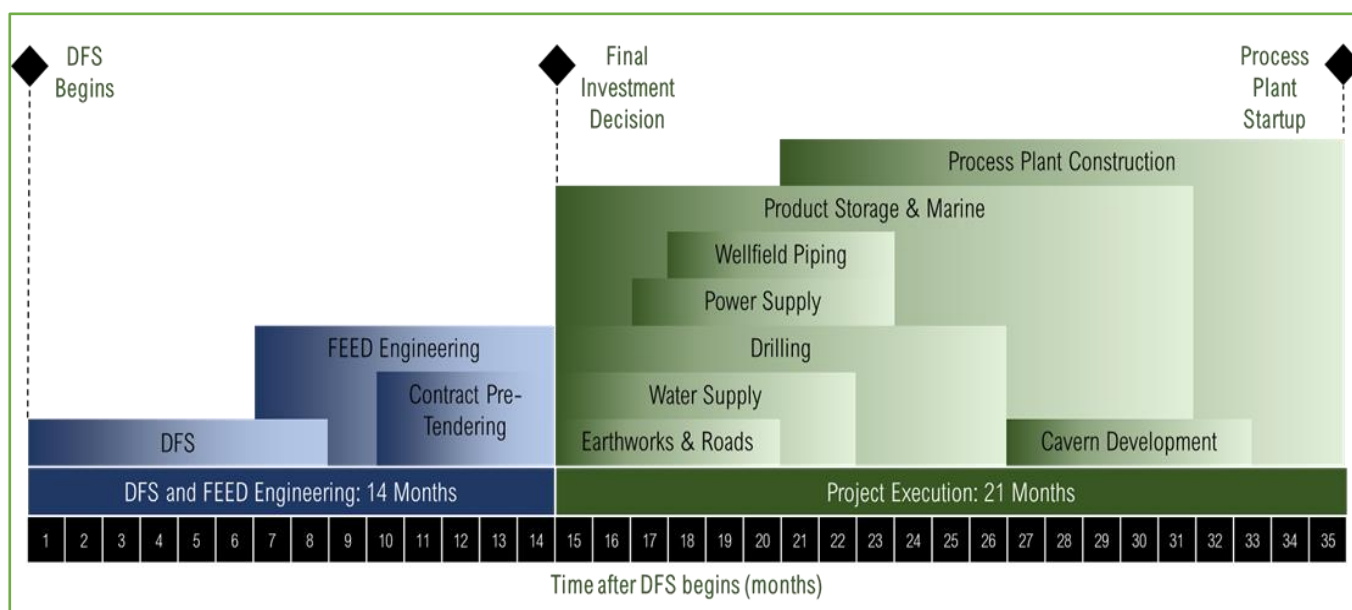 DFS
Begins
Final
Investment
Decision
Process
Plant
Startup
Process Plant Construction
Product Storage & Marine
Wellfield Piping
Power Supply
FEED Engineering
Drilling
Contract Pre-
Tendering
Water Supply
DFS
Earthworks & Roads
Cavern Development
DFS and FEED Engineering: 14 Months
Project Execution: 21 Months
1 2 3 4 5 6 7 8 9 10 11 12 13 14 15 16 17 18 19 20 21 22 23 24 25 26 27 28 29 30 31 32 33 34 35
Time after DFS begins (months)